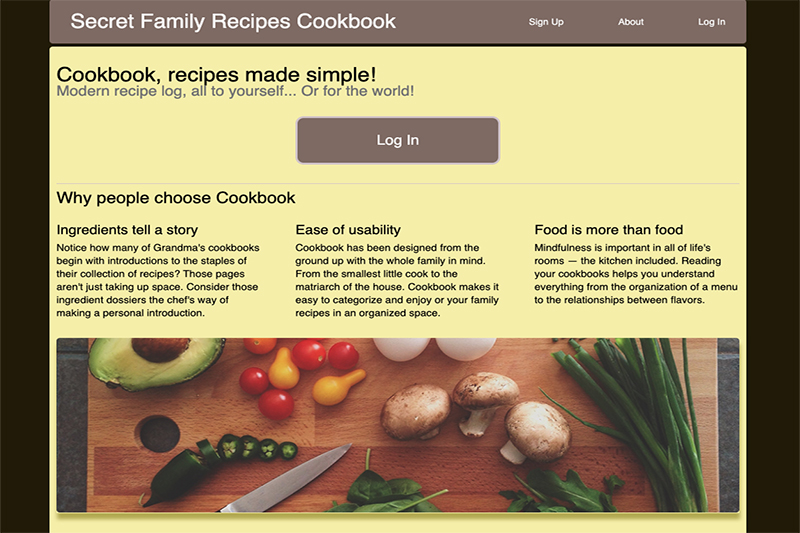 Secret Family Recipes Cookbook
Sign Up
About
Log In
Cookbook, recipes made simple!
Modern recipe log, all to yourself... Or for the world!
Log In
Why people choose Cookbook
Ingredients tell a story
Notice how many of Grandma's cookbooks
begin with introductions to the staples of
their collection of recipes? Those pages
aren't just taking up space. Consider those
ingredient dossiers the chef's way of
making a personal introduction.
Ease of usability
Cookbook has been designed from the
ground up with the whole family in mind.
From the smallest little cook to the
matriarch of the house. Cookbook makes it
easy to categorize and enjoy or your family
recipes in an organized space.
Food is more than food
Mindfulness is important in all of life's
rooms — the kitchen included. Reading
your cookbooks helps you understand
everything from the organization of a menu
to the relationships between flavors.